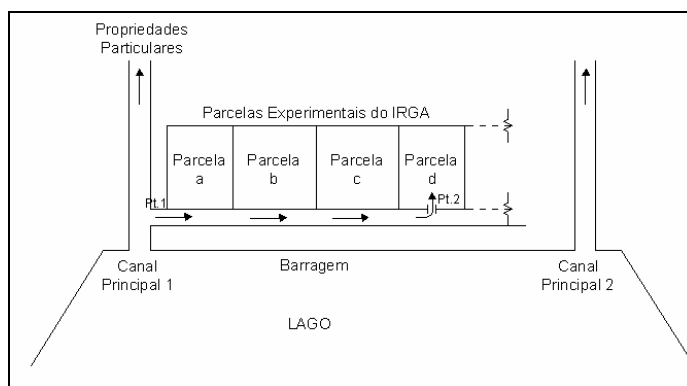 Propriedades
Particulares
Parcelas Experimentais do IRGA
Parcela
a
Parcela
b
Parcela
c
Parcela
d
Pt.1
Pt.2
Canal
Principal 1
Barragem
Canal
Principal 2
LAGO